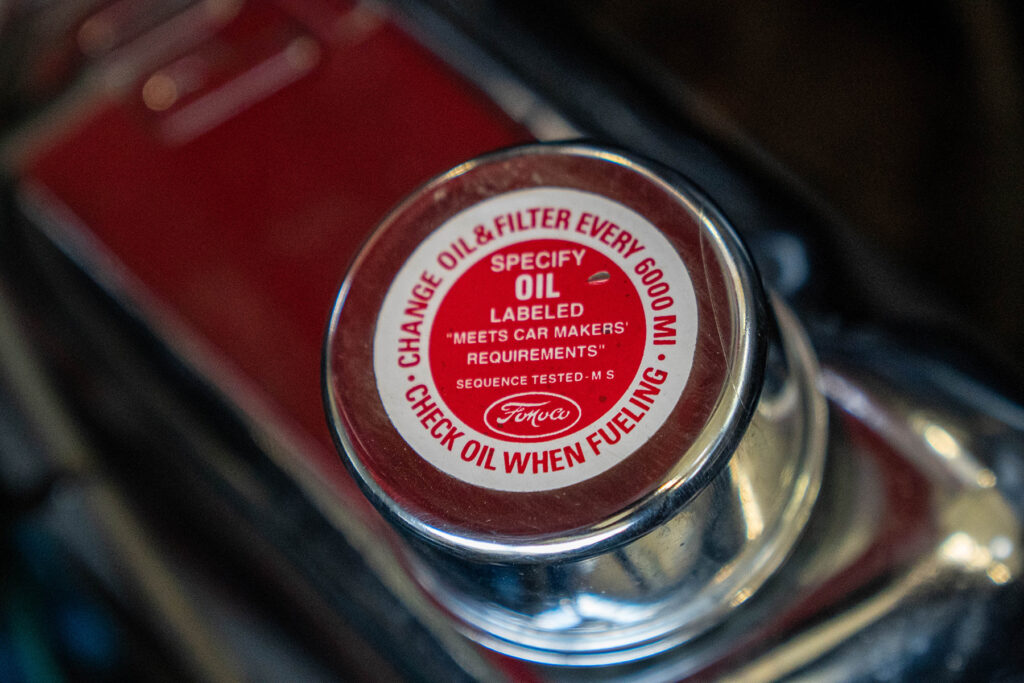 · CHANGE OIL & FILTER EVERY 6000 MI ·
CHECK OIL WHEN FUELING
SPECIFY
OIL
LABELED
"MEETS CAR MAKERS'
REQUIREMENTS"
SEQUENCE TESTED-M S
FoMoCo